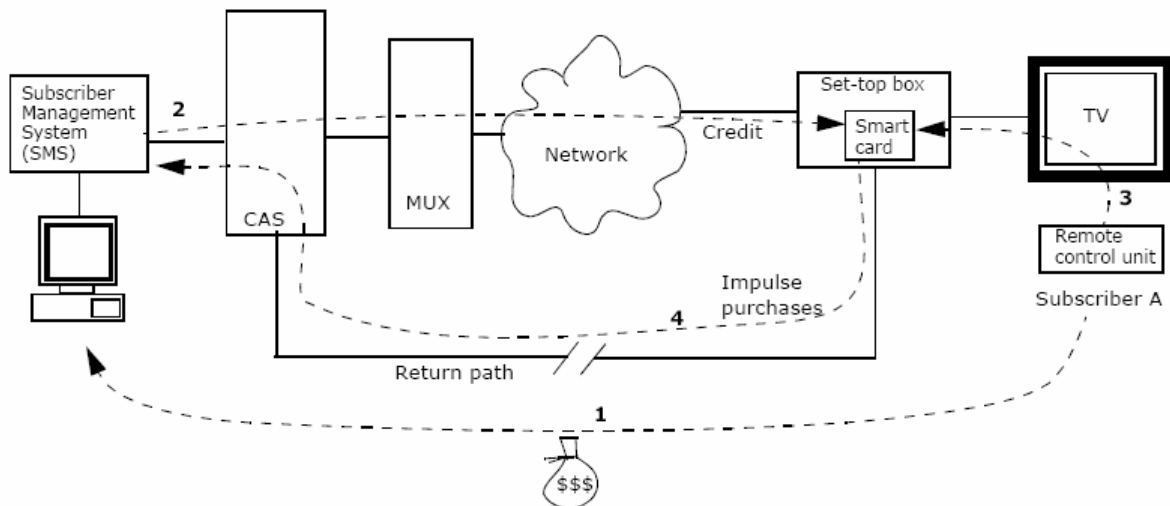 Subscriber
Management
System
(SMS)
2
CAS
MUX
Network
Credit
Set-top box
Smart
card
TV
3
Remote
control unit
Subscriber A
Impulse
purchases
4
Return path
1
$$$